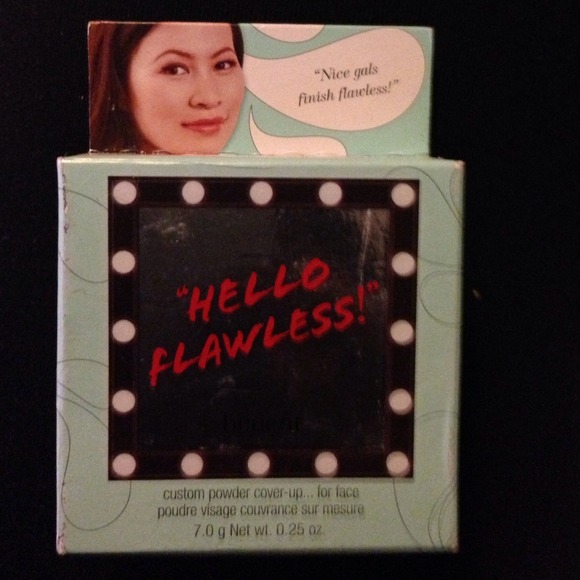 "Nice gals
finish flawless!"
"HELLO
FLAWLESS!"
custom powder cover-up... for face
poudre visage couvrance sur mesure
7.0 g Net wt. 0.25 oz.